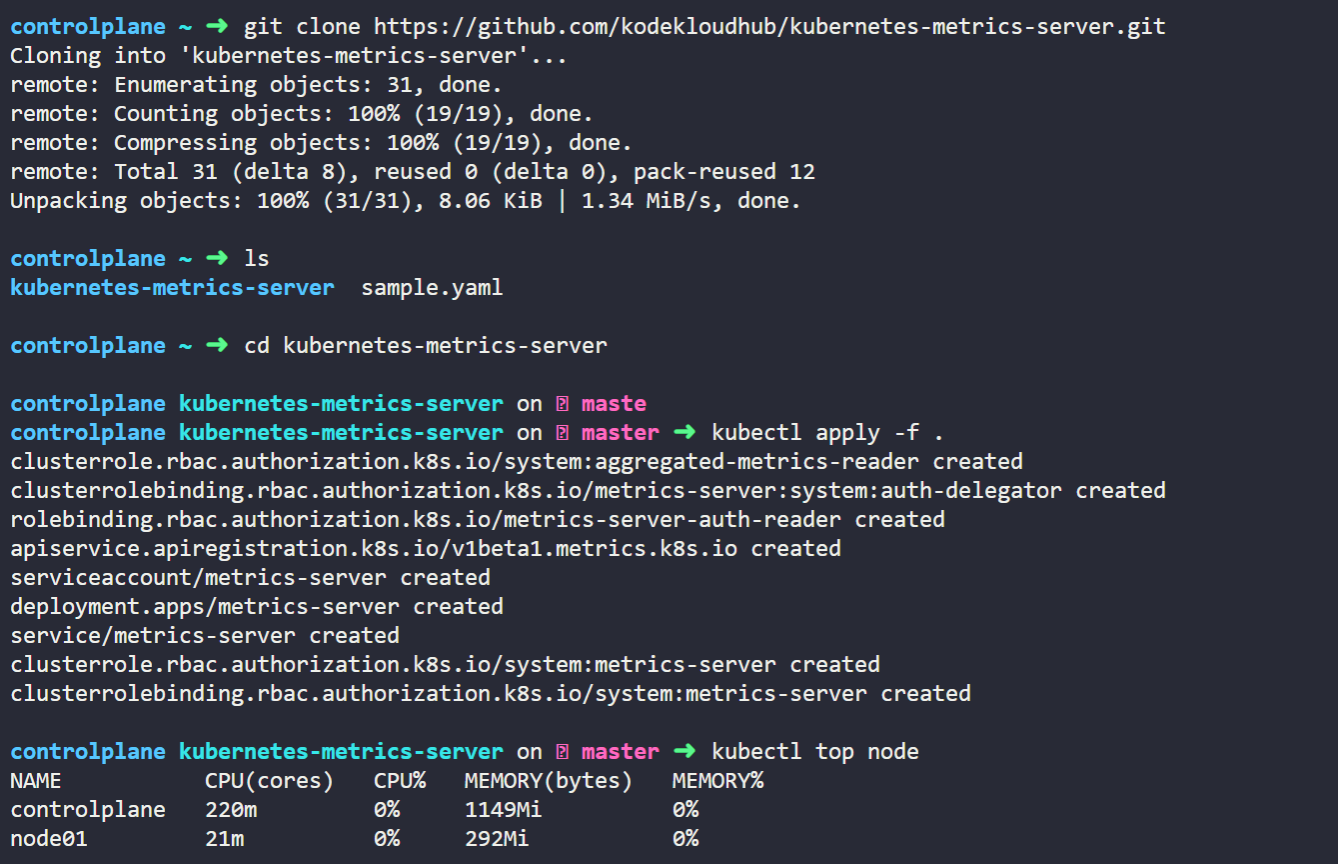 controlplane ~ ➜ git clone https://github.com/kodekloudhub/kubernetes-metrics-server.git
Cloning into 'kubernetes-metrics-server'...
remote: Enumerating objects: 31, done.
remote: Counting objects: 100% (19/19), done.
remote: Compressing objects: 100% (19/19), done.
remote: Total 31 (delta 8), reused 0 (delta 0), pack-reused 12
Unpacking objects: 100% (31/31), 8.06 KiB | 1.34 MiB/s, done.
controlplane ~ ➜ ls
kubernetes-metrics-server  sample.yaml
controlplane ~ ➜ cd kubernetes-metrics-server
controlplane kubernetes-metrics-server on  maste
controlplane kubernetes-metrics-server on  master ➜ kubectl apply -f .
clusterrole.rbac.authorization.k8s.io/system:aggregated-metrics-reader created
clusterrolebinding.rbac.authorization.k8s.io/metrics-server:system:auth-delegator created
rolebinding.rbac.authorization.k8s.io/metrics-server-auth-reader created
apiservice.apiregistration.k8s.io/v1beta1.metrics.k8s.io created
serviceaccount/metrics-server created
deployment.apps/metrics-server created
service/metrics-server created
clusterrole.rbac.authorization.k8s.io/system:metrics-server created
clusterrolebinding.rbac.authorization.k8s.io/system:metrics-server created
controlplane kubernetes-metrics-server on  master ➜ kubectl top node
NAME CPU(cores) CPU% MEMORY(bytes) MEMORY%
controlplane 220m 0% 1149Mi 0%
node01 21m 0% 292Mi 0%